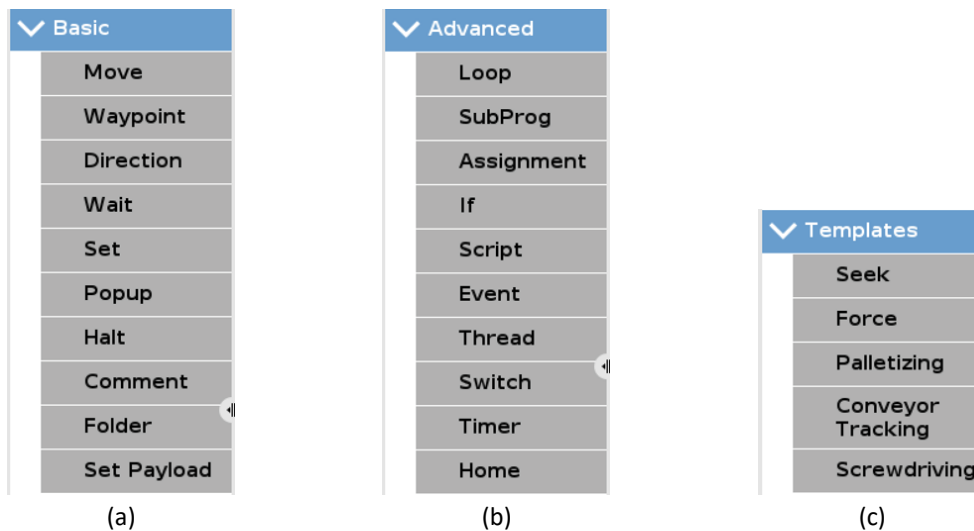 Basic
Move
Waypoint
Direction
Wait
Set
Popup
Halt
Comment
Folder
Set Payload
(a)
Advanced
Loop
SubProg
Assignment
If
Script
Event
Thread
Switch
Timer
Home
(b)
Templates
Seek
Force
Palletizing
Conveyor
Tracking
Screwdriving
(c)